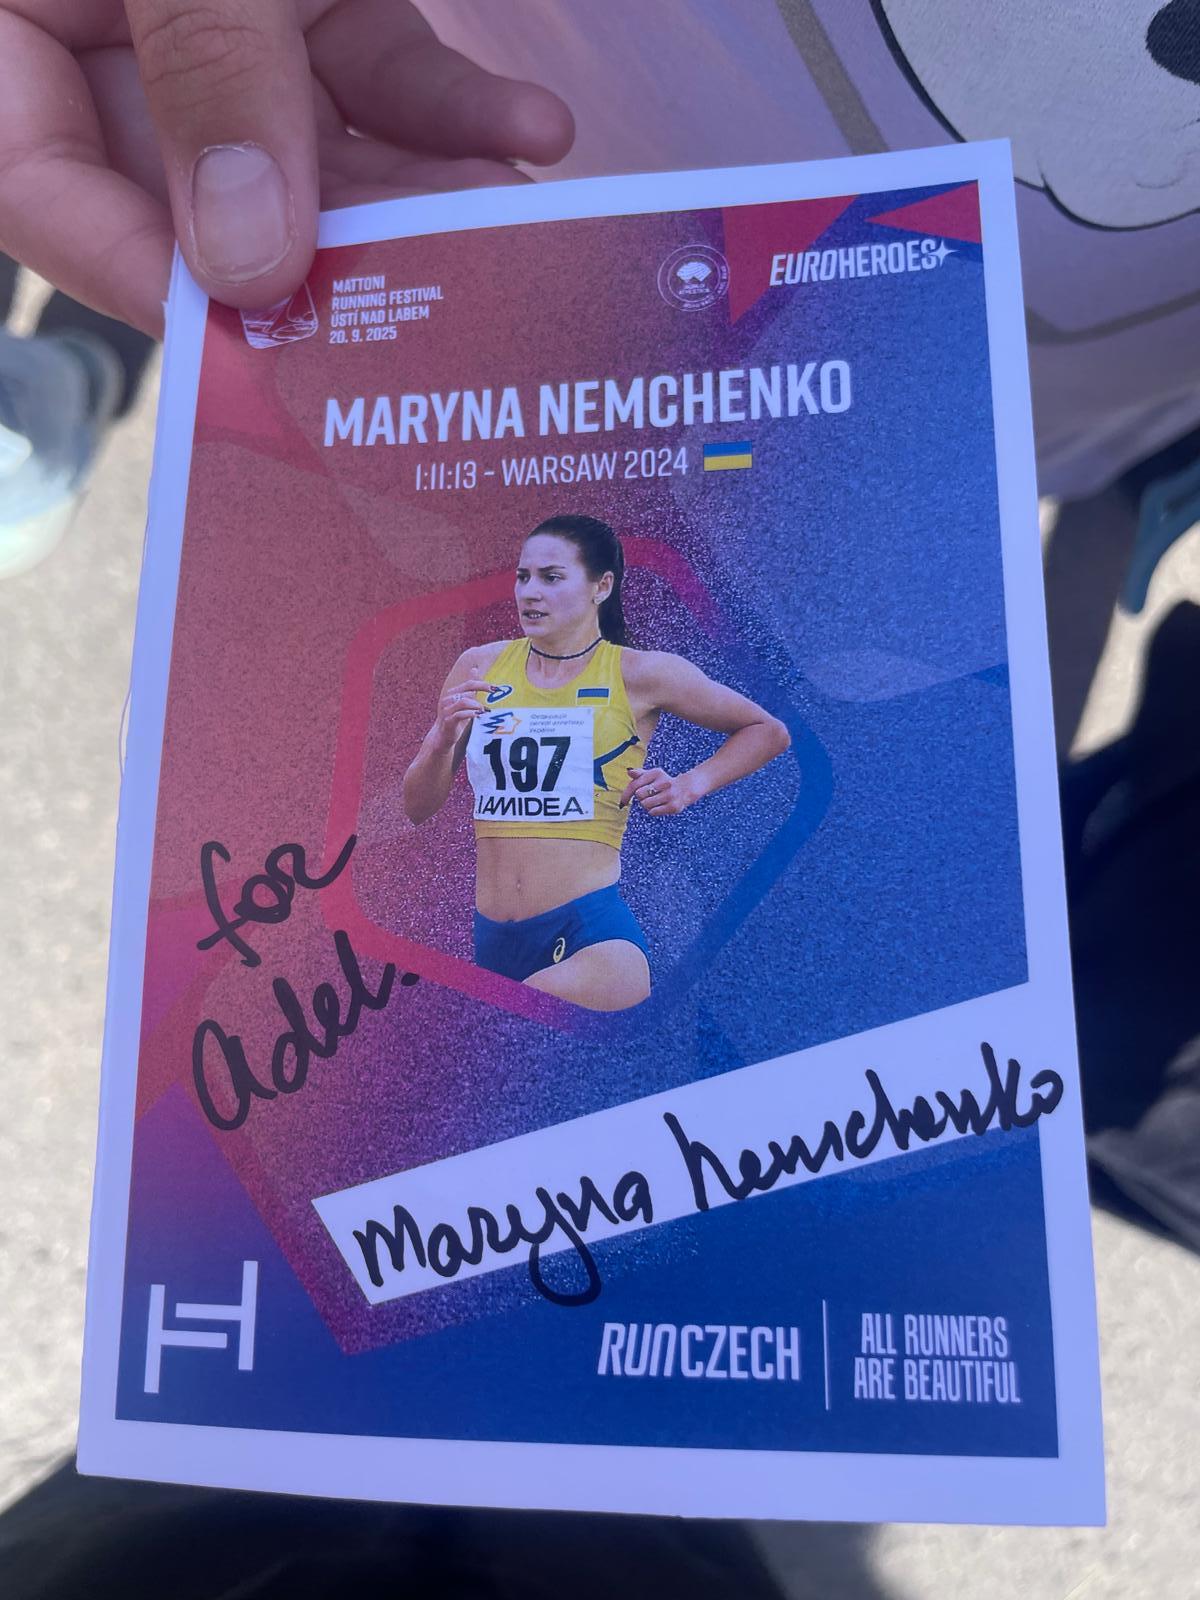 MATTONI
RUNNING FESTIVAL
ÚSTÍ NAD LABEM
20. 9. 2025
EUROHEROES
MARYNA NEMCHENKO
1:11:13 - WARSAW 2024
197
IAMIDEA
for
Adel.
Maryna Nemchenko
RUNCZECH
ALL RUNNERS
ARE BEAUTIFUL